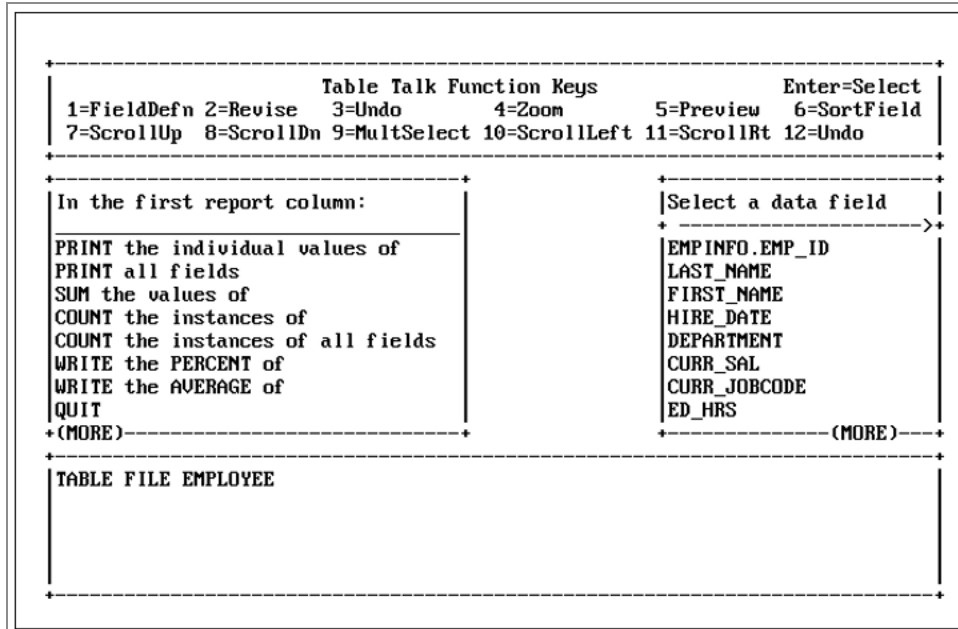 Table Talk Function Keys Enter=Select
1=FieldDefn 2=Revise 3=Undo 4=Zoom 5=Preview 6=SortField
7=ScrollUp 8=ScrollDn 9=MultSelect 10=ScrollLeft 11=ScrollRt 12=Undo
In the first report column:
PRINT the individual values of
PRINT all fields
SUM the values of
COUNT the instances of
COUNT the instances of all fields
WRITE the PERCENT of
WRITE the AVERAGE of
QUIT
(MORE)
Select a data field
EMPINFO.EMP_ID
LAST_NAME
FIRST_NAME
HIRE_DATE
DEPARTMENT
CURR_SAL
CURR_JOBCODE
ED_HRS
(MORE)
TABLE FILE EMPLOYEE